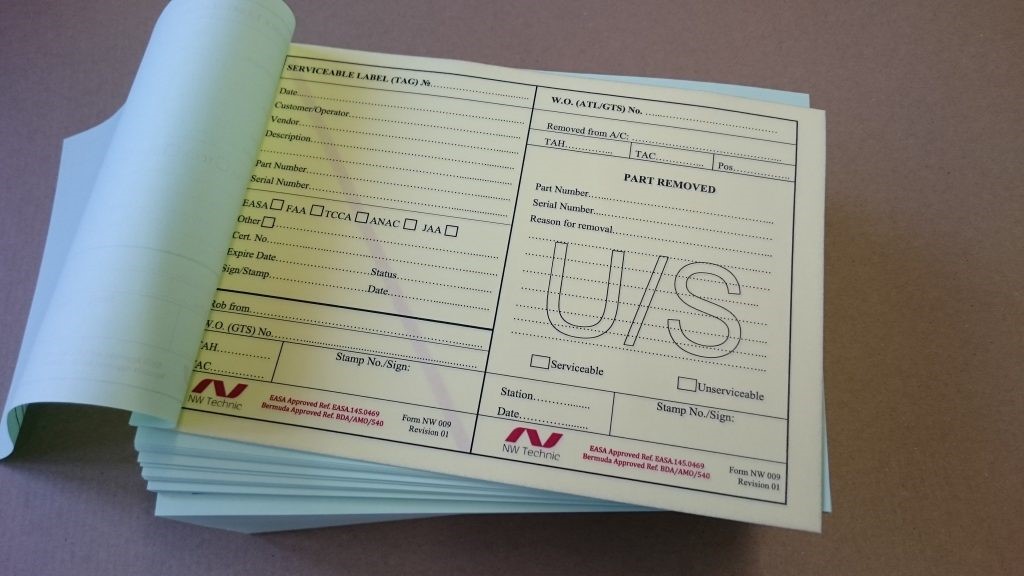 SERVICEABLE LABEL (TAG) №
Date
Customer/Operator
Vendor
Description
Part Number
Serial Number
EASA FAA TCCA ANAC JAA
Other
Cert. No.
Expire Date Status
Sign/Stamp Date
Rob from
W.O. (GTS) No.
TAH
TAC Stamp No./Sign:
NW Technic
EASA Approved Ref. EASA.145.0469
Bermuda Approved Ref. BDA/AMO/540
Form NW 009
Revision 01
W.O. (ATL/GTS) No.
Removed from A/C:
TAH TAC Pos.
PART REMOVED
Part Number
Serial Number
Reason for removal
U/S
Serviceable Unserviceable
Station
Date
Stamp No./Sign:
NW Technic
EASA Approved Ref. EASA.145.0469
Bermuda Approved Ref. BDA/AMO/540
Form NW 009
Revision 01